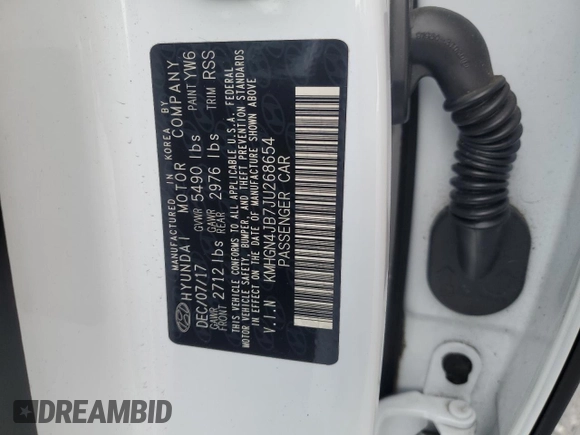 MANUFACTURED IN KOREA BY
HYUNDAI MOTOR COMPANY
DEC/07/17 GVWR 5490 lbs PAINT YW6
GAWR FRONT 2712 lbs GAWR REAR 2976 lbs TRIM RSS
THIS VEHICLE CONFORMS TO ALL APPLICABLE U.S.A. FEDERAL
MOTOR VEHICLE SAFETY, BUMPER, AND THEFT PREVENTION STANDARDS
IN EFFECT ON THE DATE OF MANUFACTURE SHOWN ABOVE.
V.I.N KMHGN4JB7JU268654
PASSENGER CAR
DREAMBID